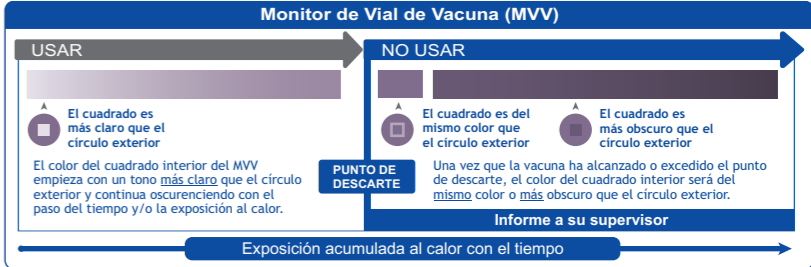 Monitor de Vial de Vacuna (MVV)
USAR
NO USAR
El cuadrado es
más claro que el
círculo exterior
El cuadrado es del
mismo color que
el círculo exterior
El cuadrado es
más obscuro que el
círculo exterior
El color del cuadrado interior del MVV
empieza con un tono más claro que el círculo
exterior y continua oscureciendo con el
paso del tiempo y/o la exposición al calor.
PUNTO DE
DESCARTE
Una vez que la vacuna ha alcanzado o excedido el punto
de descarte, el color del cuadrado interior será del
mismo color o más obscuro que el círculo exterior.
Informe a su supervisor
Exposición acumulada al calor con el tiempo